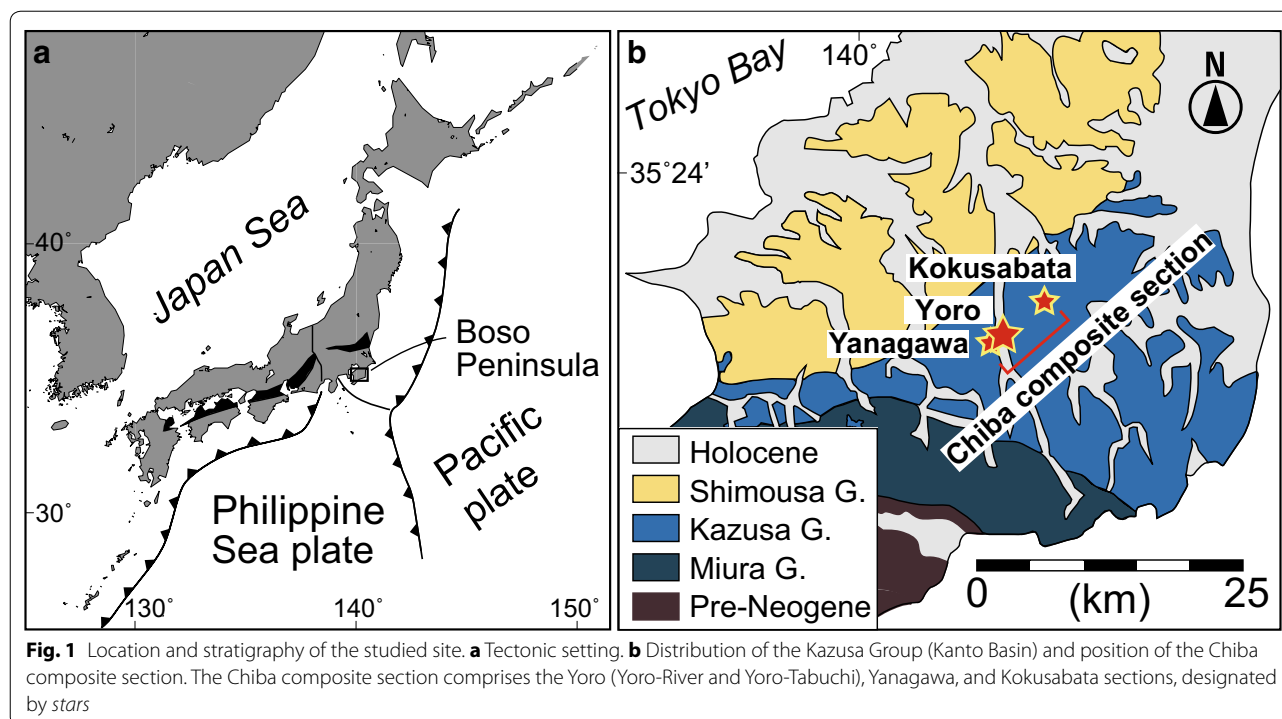 a
Japan Sea
40°
30°
130°
140°
150°
Boso
Peninsula
Pacific
plate
Philippine
Sea plate
b
Tokyo Bay
140°
N
35°24’
Kokusabata
Yoro
Yanagawa
Chiba composite section
Holocene
Shimousa G.
Kazusa G.
Miura G.
Pre-Neogene
0 (km) 25
Fig. 1 Location and stratigraphy of the studied site. a Tectonic setting. b Distribution of the Kazusa Group (Kanto Basin) and position of the Chiba
composite section. The Chiba composite section comprises the Yoro (Yoro-River and Yoro-Tabuchi), Yanagawa, and Kokusabata sections, designated
by stars